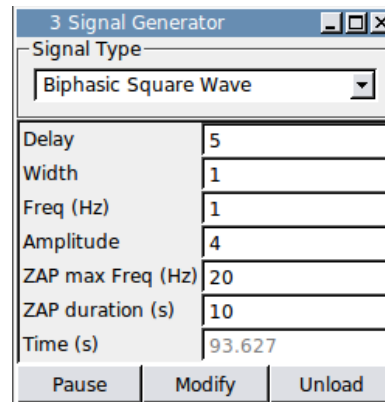 3 Signal Generator
Signal Type
Biphasic Square Wave
Delay 5
Width 1
Freq (Hz) 1
Amplitude 4
ZAP max Freq (Hz) 20
ZAP duration (s) 10
Time (s) 93.627
Pause Modify Unload